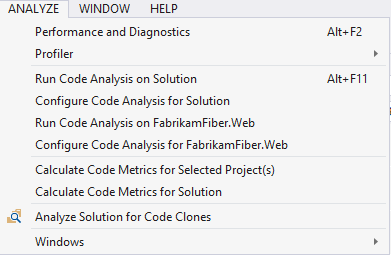 ANALYZE WINDOW HELP
Performance and Diagnostics Alt+F2
Profiler
Run Code Analysis on Solution Alt+F11
Configure Code Analysis for Solution
Run Code Analysis on FabrikamFiber.Web
Configure Code Analysis for FabrikamFiber.Web
Calculate Code Metrics for Selected Project(s)
Calculate Code Metrics for Solution
Analyze Solution for Code Clones
Windows